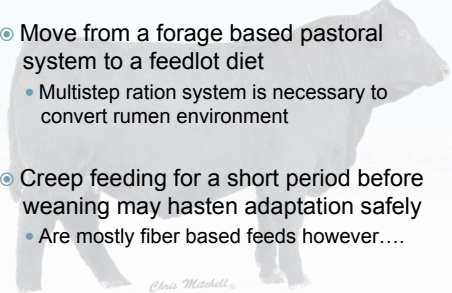 Move from a forage based pastoral
system to a feedlot diet
Multistep ration system is necessary to
convert rumen environment
Creep feeding for a short period before
weaning may hasten adaptation safely
Are mostly fiber based feeds however....
Chris Mitchell©